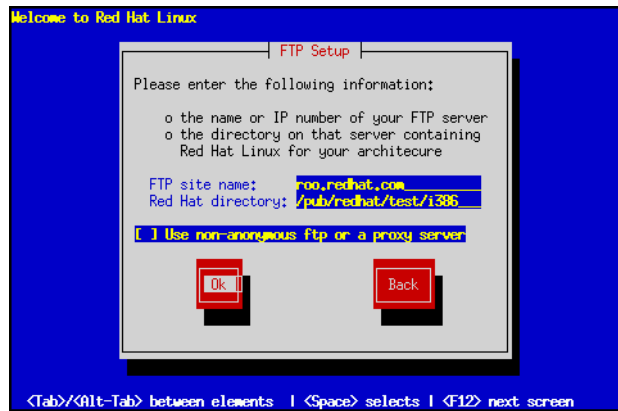 Welcome to Red Hat Linux
FTP Setup
Please enter the following information:
o the name or IP number of your FTP server
o the directory on that server containing
Red Hat Linux for your architecure
FTP site name: roo.redhat.com
Red Hat directory: /pub/redhat/test/i386
[ ] Use non-anonymous ftp or a proxy server
Ok Back
<Tab>/<Alt-Tab> between elements | <Space> selects | <F12> next screen